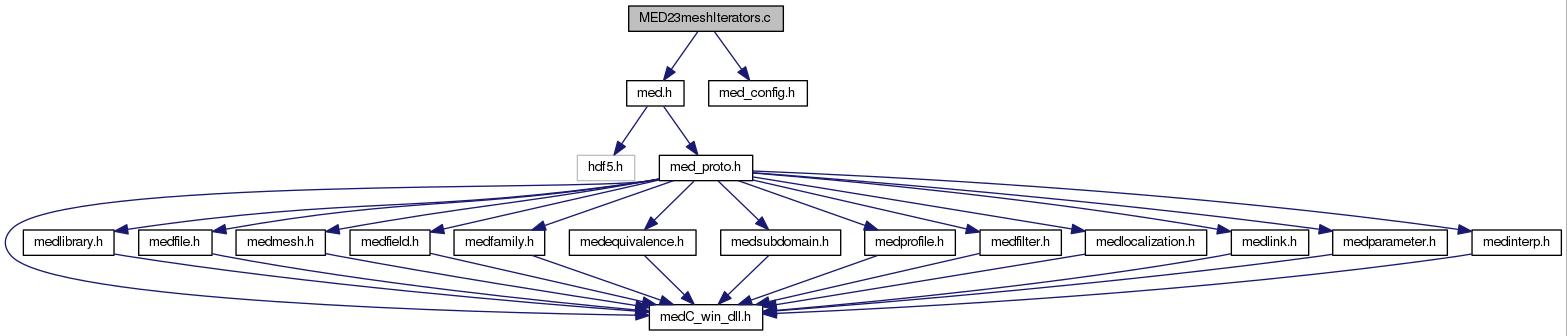 MED23meshIterators.c
med.h
med_config.h
hdf5.h
med_proto.h
medlibrary.h
medfile.h
medmesh.h
medfield.h
medfamily.h
medequivalence.h
medsubdomain.h
medprofile.h
medfilter.h
medlocalization.h
medlink.h
medparameter.h
medinterp.h
medC_win_dll.h